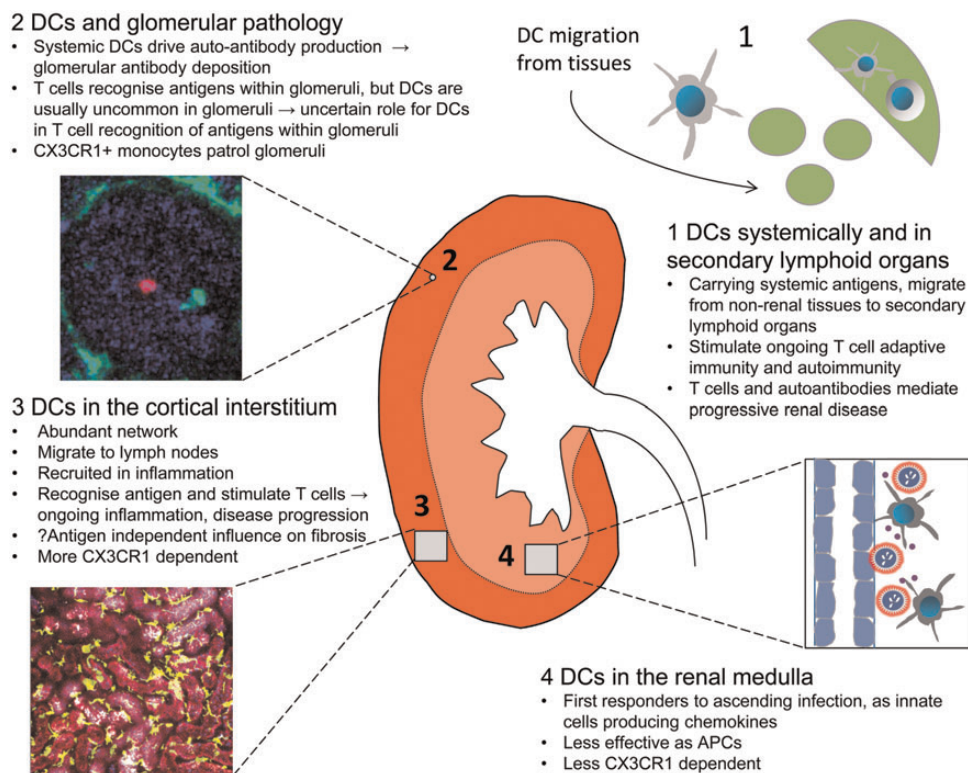 2 DCs and glomerular pathology
• Systemic DCs drive auto-antibody production →
glomerular antibody deposition
• T cells recognise antigens within glomeruli, but DCs are
usually uncommon in glomeruli → uncertain role for DCs
in T cell recognition of antigens within glomeruli
• CX3CR1+ monocytes patrol glomeruli
DC migration
from tissues
1
1 DCs systemically and in
secondary lymphoid organs
• Carrying systemic antigens, migrate
from non-renal tissues to secondary
lymphoid organs
• Stimulate ongoing T cell adaptive
immunity and autoimmunity
• T cells and autoantibodies mediate
progressive renal disease
2
3 DCs in the cortical interstitium
• Abundant network
• Migrate to lymph nodes
• Recruited in inflammation
• Recognise antigen and stimulate T cells →
ongoing inflammation, disease progression
• ?Antigen independent influence on fibrosis
• More CX3CR1 dependent
3
4
4 DCs in the renal medulla
• First responders to ascending infection, as innate
cells producing chemokines
• Less effective as APCs
• Less CX3CR1 dependent